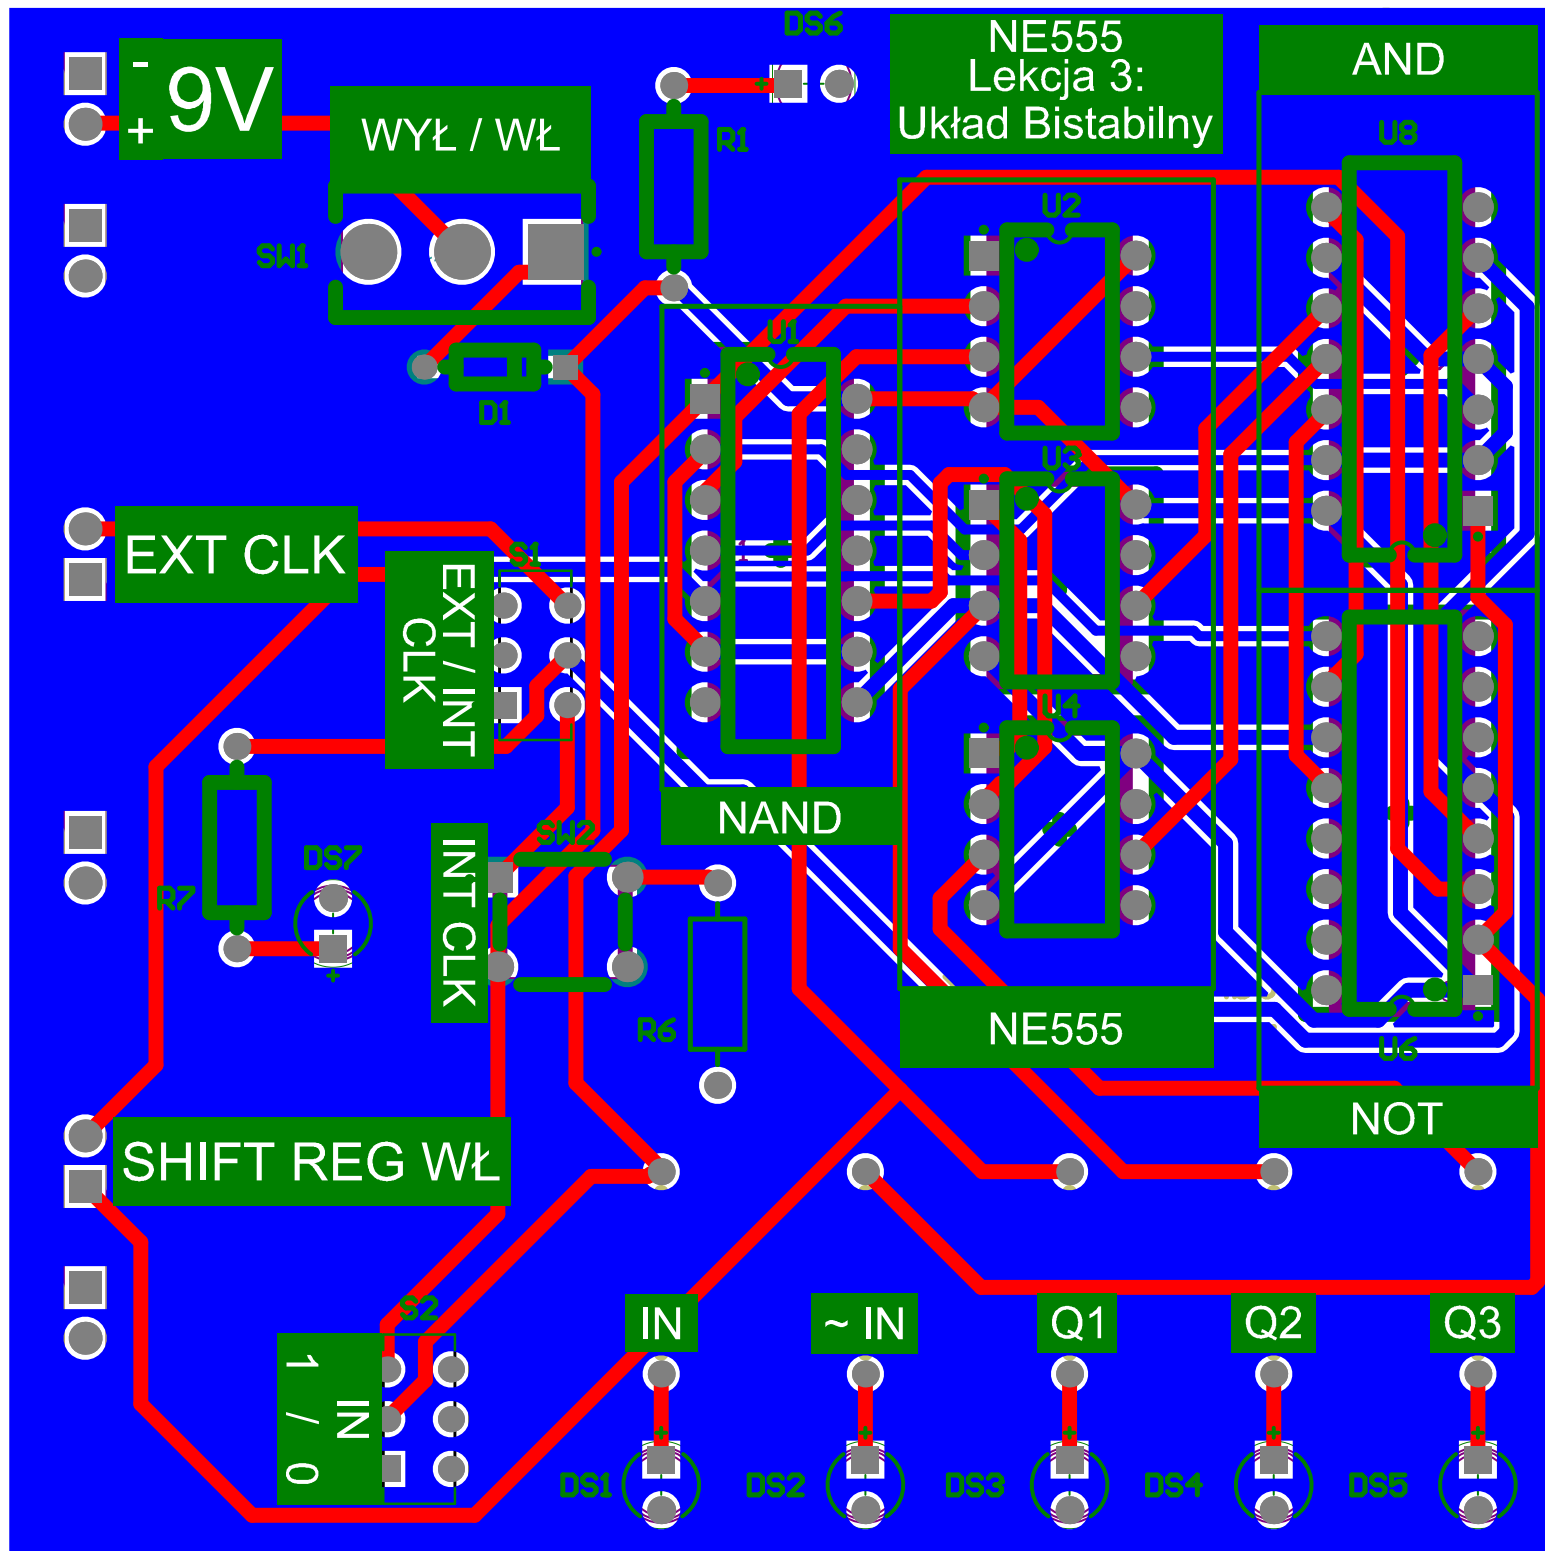 DS6
NE555
Lekcja 3:
Układ Bistabilny
AND
-
9V
+
WYŁ / WŁ
R1
U8
U2
SW1
U1
D1
U3
EXT CLK
S1
EXT / INT
CLK
U4
NAND
SW2
INT CLK
DS7
R7
R6
NE555
U6
NOT
SHIFT REG WŁ
S2
IN
~ IN
Q1
Q2
Q3
1 / 0
IN
DS1
DS2
DS3
DS4
DS5